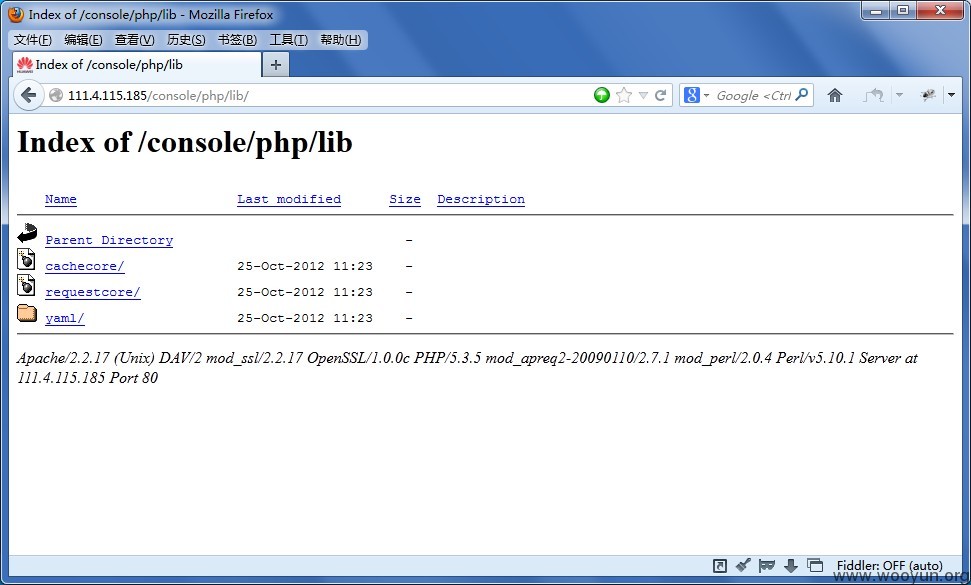 Index of /console/php/lib - Mozilla Firefox
文件(F) 编辑(E) 查看(V) 历史(S) 书签(B) 工具(T) 帮助(H)
HUAWEI Index of /console/php/lib
111.4.115.185/console/php/lib/ Google <Ctrl
Index of /console/php/lib
Name Last modified Size Description
Parent Directory -
cachecore/ 25-Oct-2012 11:23 -
requestcore/ 25-Oct-2012 11:23 -
yaml/ 25-Oct-2012 11:23 -
Apache/2.2.17 (Unix) DAV/2 mod_ssl/2.2.17 OpenSSL/1.0.0c PHP/5.3.5 mod_apreq2-20090110/2.7.1 mod_perl/2.0.4 Perl/v5.10.1 Server at
111.4.115.185 Port 80
Fiddler: OFF (auto)
www.wooyun.org